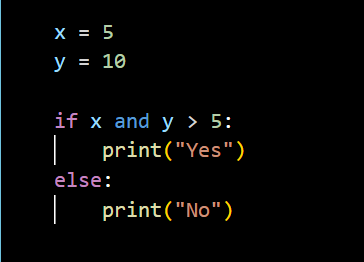 x = 5
y = 10
if x and y > 5:
    print("Yes")
else:
    print("No")